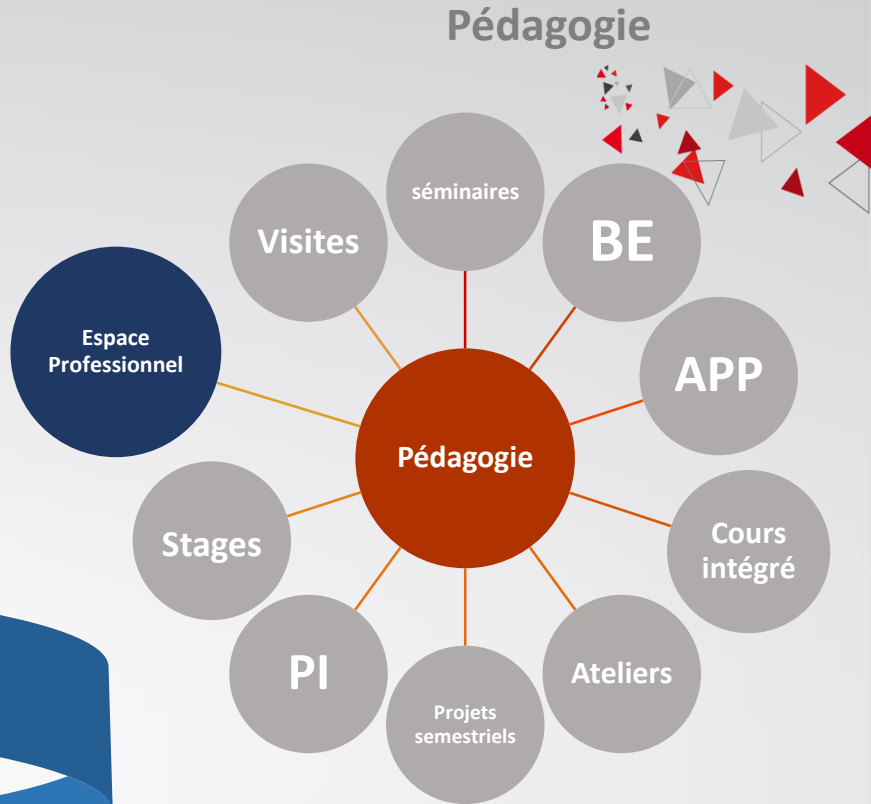 Pédagogie
séminaires
BE
APP
Cours
intégré
Ateliers
Projets
semestriels
PI
Stages
Espace
Professionnel
Visites
Pédagogie